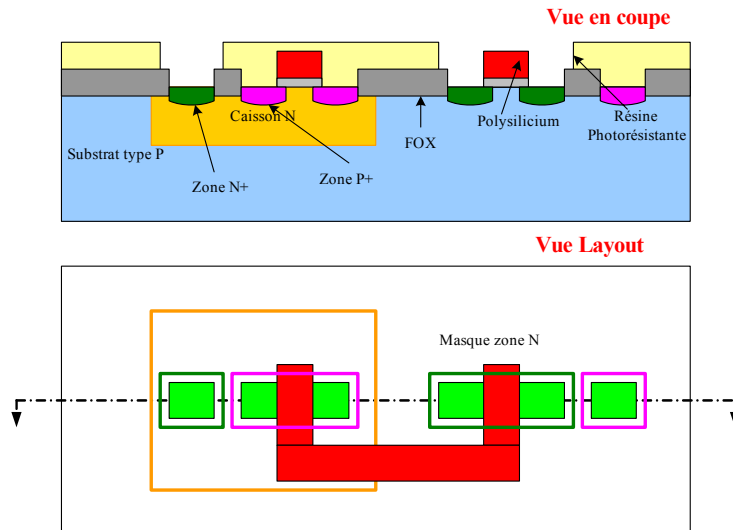 Vue en coupe
Caisson N
Polysilicium
Résine
Photorésistante
FOX
Substrat type P
Zone P+
Zone N+
Vue Layout
Masque zone N